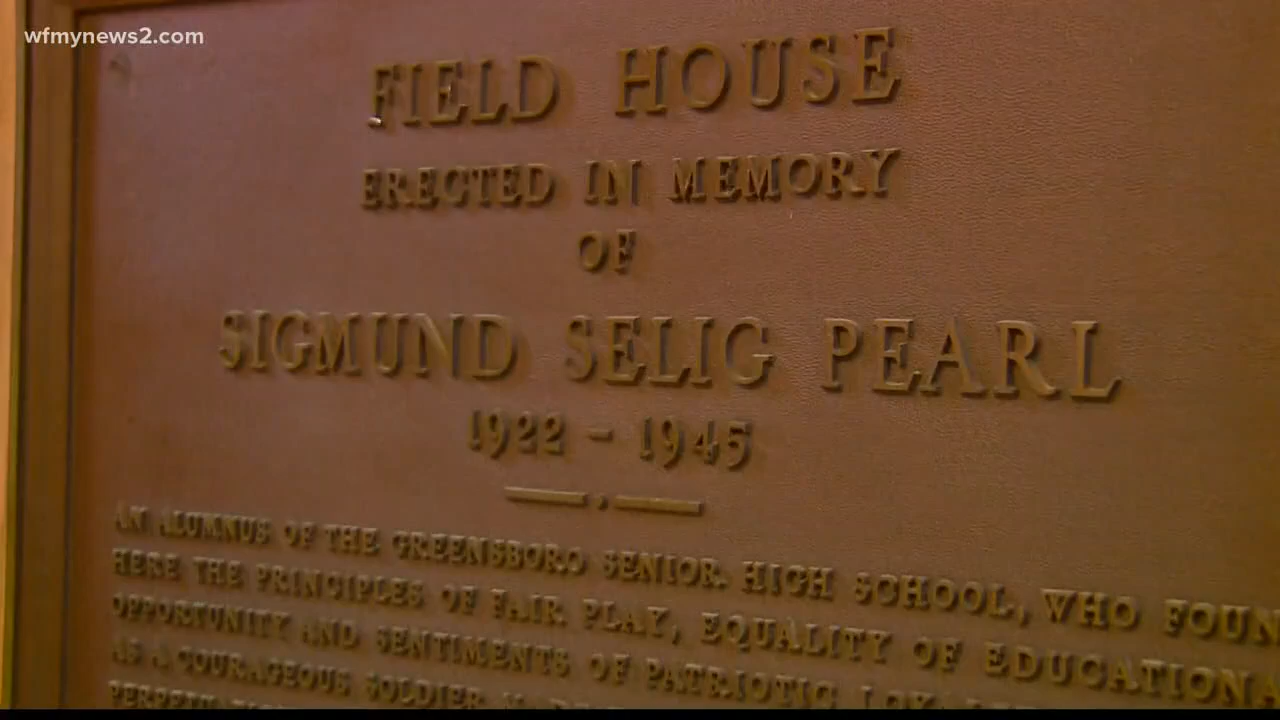 wfmynews2.com
FIELD HOUSE
ERECTED IN MEMORY
OF
SIGMUND SELIG PEARL
1922 - 1945
AN ALUMNUS OF THE GREENSBORO SENIOR HIGH SCHOOL, WHO FOUN
HERE THE PRINCIPLES OF FAIR PLAY, EQUALITY OF EDUCATIONA
OPPORTUNITY AND SENTIMENTS OF PATRIOTIC
AS A COURAGEOUS SOLDIER